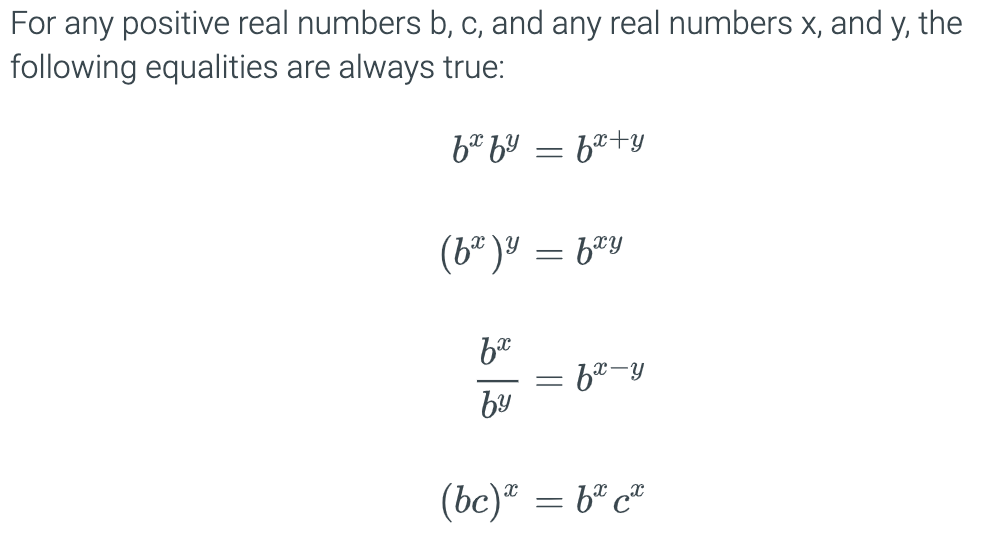 For any positive real numbers b, c, and any real numbers x, and y, the
following equalities are always true:
$b^x b^y = b^{x+y}$
$(b^x)^y = b^{xy}$
$\frac{b^x}{b^y} = b^{x-y}$
$(bc)^x = b^x c^x$